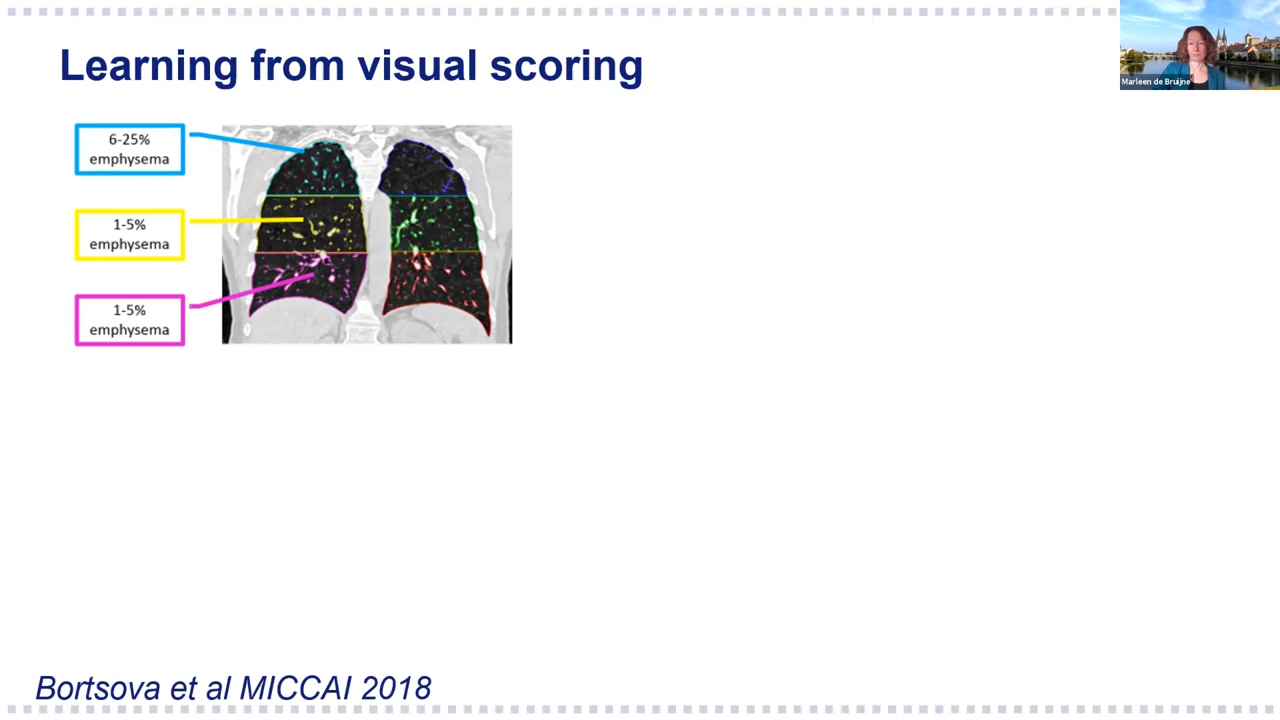 Learning from visual scoring
Marleen de Bruijne
6-25%
emphysema
1-5%
emphysema
1-5%
emphysema
Bortsova et al MICCAI 2018